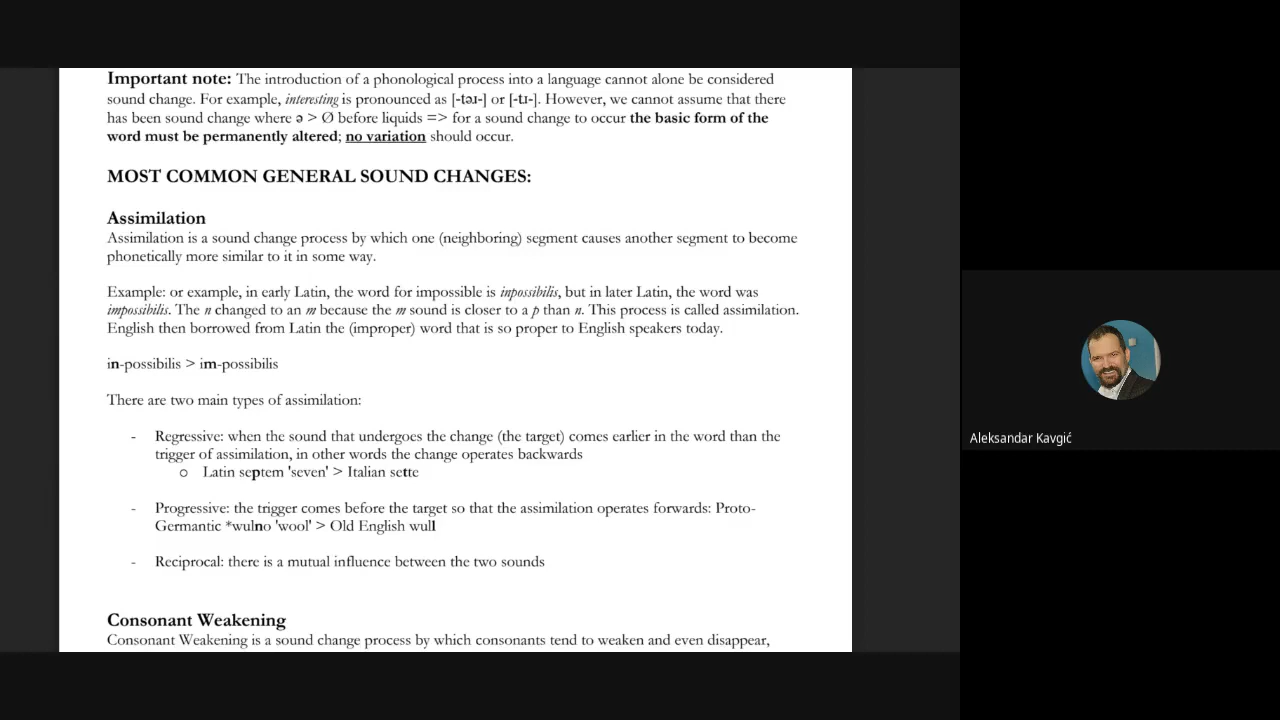 Important note: The introduction of a phonological process into a language cannot alone be considered
sound change. For example, interesting is pronounced as [-təɹ-] or [-tɹ-]. However, we cannot assume that there
has been sound change where ə > Ø before liquids => for a sound change to occur the basic form of the
word must be permanently altered; no variation should occur.
MOST COMMON GENERAL SOUND CHANGES:
Assimilation
Assimilation is a sound change process by which one (neighboring) segment causes another segment to become
phonetically more similar to it in some way.
Example: or example, in early Latin, the word for impossible is inpossibilis, but in later Latin, the word was
impossibilis. The n changed to an m because the m sound is closer to a p than n. This process is called assimilation.
English then borrowed from Latin the (improper) word that is so proper to English speakers today.
in-possibilis > im-possibilis
There are two main types of assimilation:
- Regressive: when the sound that undergoes the change (the target) comes earlier in the word than the
trigger of assimilation, in other words the change operates backwards
o Latin septem 'seven' > Italian sette
- Progressive: the trigger comes before the target so that the assimilation operates forwards: Proto-
Germantic *wulno 'wool' > Old English wull
- Reciprocal: there is a mutual influence between the two sounds
Consonant Weakening
Consonant Weakening is a sound change process by which consonants tend to weaken and even disappear,
Aleksandar Kavgić